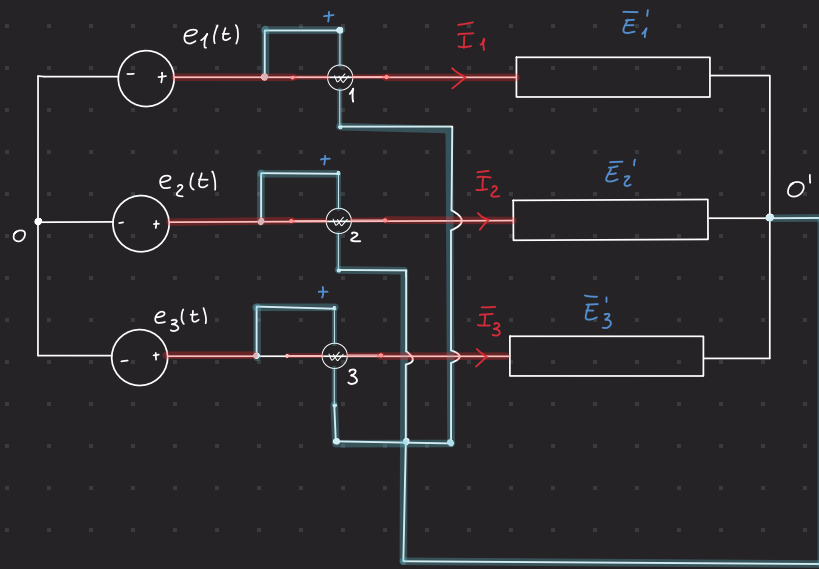 e₁(t) + Ī₁ Ē₁'
- + W 1
e₂(t) + Ī₂ Ē₂' O'
O - + W 2
e₃(t) + Ī₃ Ē₃'
- + W 3